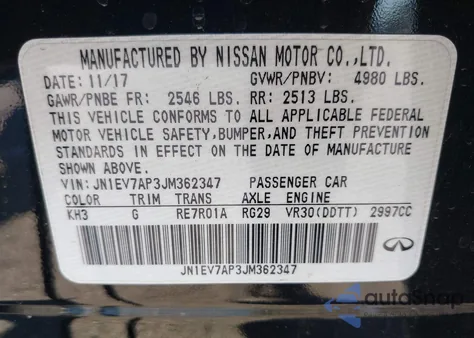 MANUFACTURED BY NISSAN MOTOR CO.,LTD.
DATE: 11/17 GVWR/PNBV: 4980 LBS.
GAWR/PNBE FR: 2546 LBS. RR: 2513 LBS.
THIS VEHICLE CONFORMS TO ALL APPLICABLE FEDERAL
MOTOR VEHICLE SAFETY,BUMPER,AND THEFT PREVENTION
STANDARDS IN EFFECT ON THE DATE OF MANUFACTURE
SHOWN ABOVE.
VIN: JN1EV7AP3JM362347 PASSENGER CAR
COLOR TRIM TRANS AXLE ENGINE
KH3 G RE7R01A RG29 VR30(DDTT) 2997CC
JN1EV7AP3JM362347
autoSnap